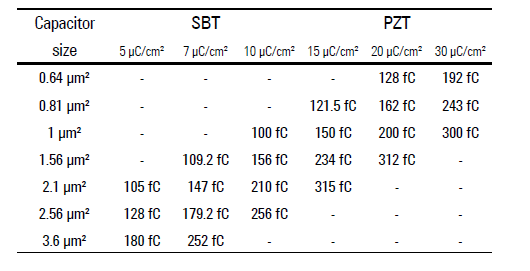 Capacitor SBT PZT
size 5 μC/cm² 7 μC/cm² 10 μC/cm² 15 μC/cm² 20 μC/cm² 30 μC/cm²
0.64 μm² - - - - 128 fC 192 fC
0.81 μm² - - - 121.5 fC 162 fC 243 fC
1 μm² - - 100 fC 150 fC 200 fC 300 fC
1.56 μm² - 109.2 fC 156 fC 234 fC 312 fC -
2.1 μm² 105 fC 147 fC 210 fC 315 fC - -
2.56 μm² 128 fC 179.2 fC 256 fC - - -
3.6 μm² 180 fC 252 fC - - - -